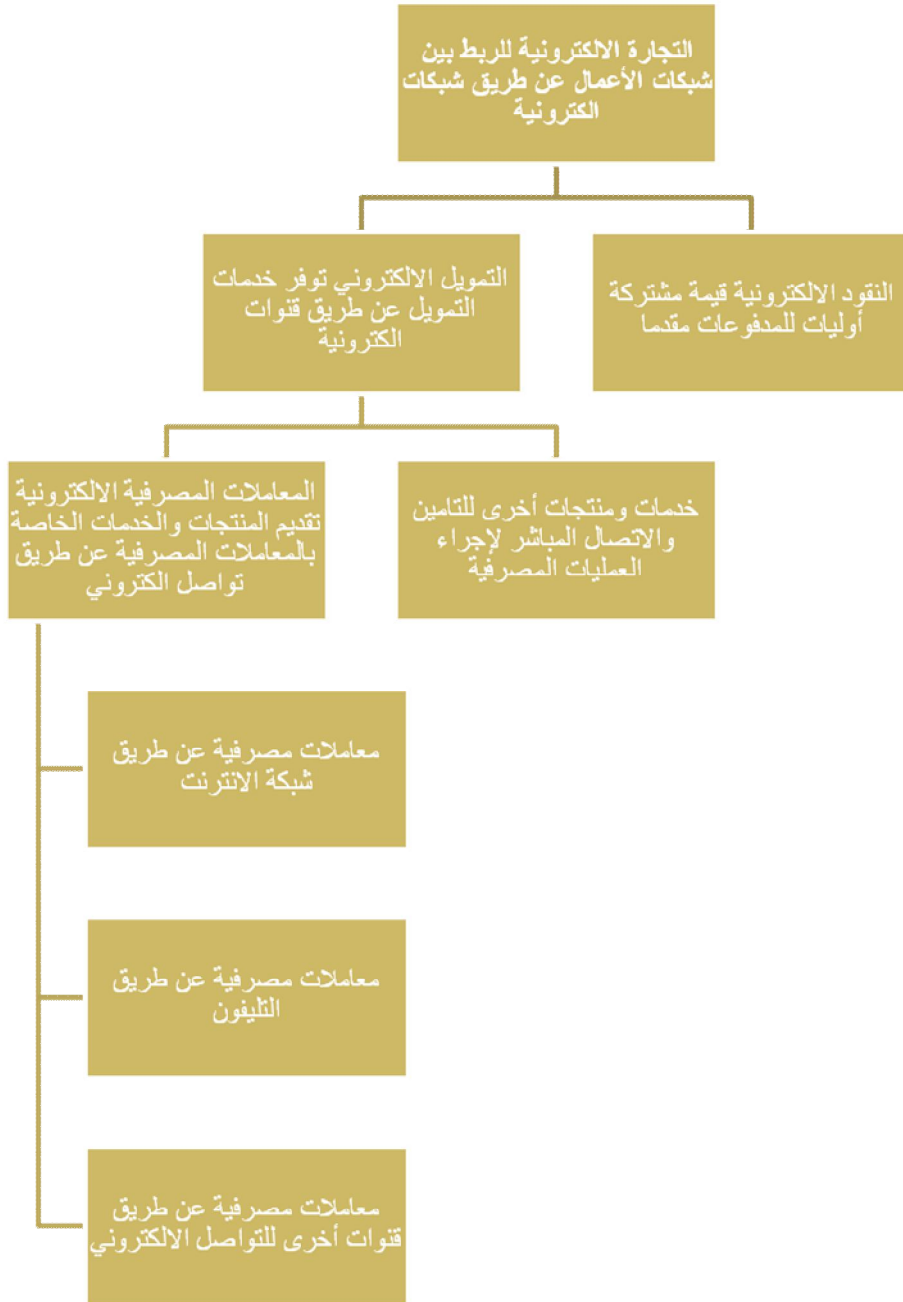 التجارة الالكترونية للربط بين
شبكات الأعمال عن طريق شبكات
الكترونية
النقود الالكترونية قيمة مشتركة
أوليات للمدفوعات مقدما
التمويل الالكتروني توفر خدمات
التمويل عن طريق قنوات
الكترونية
خدمات ومنتجات أخرى للتامين
والاتصال المباشر لإجراء
العمليات المصرفية
المعاملات المصرفية الالكترونية
تقديم المنتجات والخدمات الخاصة
بالمعاملات المصرفية عن طريق
تواصل الكتروني
معاملات مصرفية عن طريق
شبكة الانترنت
معاملات مصرفية عن طريق
التليفون
معاملات مصرفية عن طريق
قنوات أخرى للتواصل الالكتروني